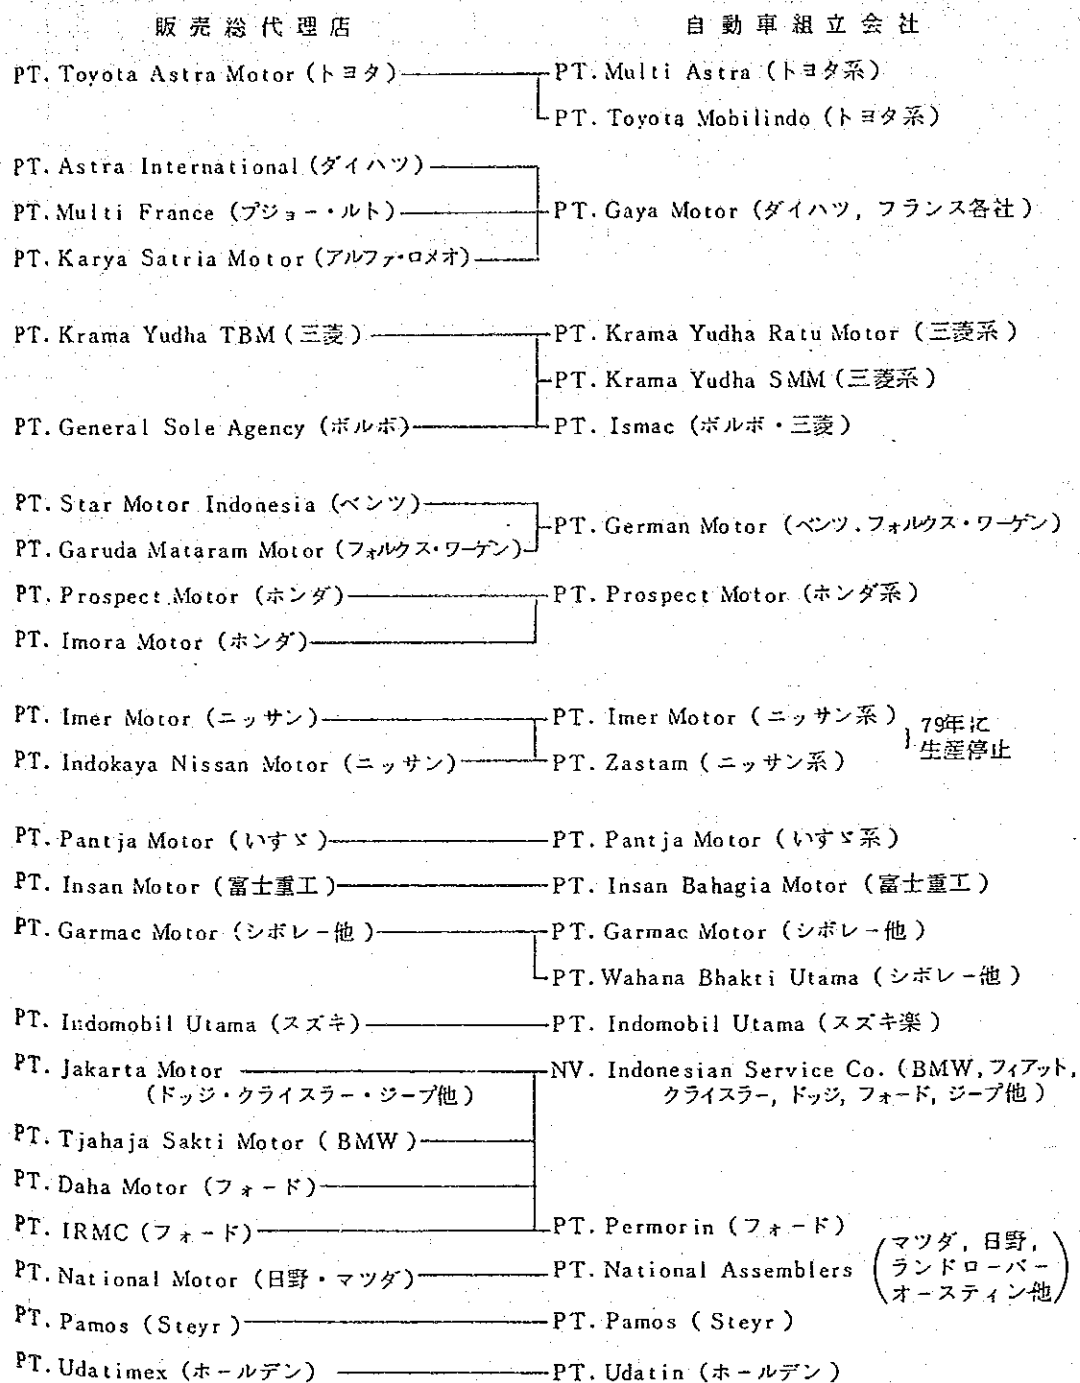 販売総代理店 自動車組立会社
PT. Toyota Astra Motor (トヨタ) PT. Multi Astra (トヨタ系)
PT. Toyota Mobilindo (トヨタ系)
PT. Astra International (ダイハツ)
PT. Multi France (プジョー・ルト) PT. Gaya Motor (ダイハツ, フランス各社)
PT. Karya Satria Motor (アルファ・ロメオ)
PT. Krama Yudha TBM (三菱) PT. Krama Yudha Ratu Motor (三菱系)
PT. Krama Yudha SMM (三菱系)
PT. General Sole Agency (ボルボ) PT. Ismac (ボルボ・三菱)
PT. Star Motor Indonesia (ベンツ)
PT. German Motor (ベンツ.フォルクス・ワーゲン)
PT. Garuda Mataram Motor (フォルクス・ワーゲン)
PT. Prospect Motor (ホンダ) PT. Prospect Motor (ホンダ系)
PT. Imora Motor (ホンダ)
PT. Imer Motor (ニッサン) PT. Imer Motor (ニッサン系) } 79年に
PT. Indokaya Nissan Motor (ニッサン) PT. Zastam (ニッサン系) 生産停止
PT. Pantja Motor (いすゞ) PT. Pantja Motor (いすゞ系)
PT. Insan Motor (富士重工) PT. Insan Bahagia Motor (富士重工)
PT. Garmac Motor (シボレー他) PT. Garmac Motor (シボレー他)
PT. Wahana Bhakti Utama (シボレー他)
PT. Indomobil Utama (スズキ) PT. Indomobil Utama (スズキ楽)
PT. Jakarta Motor NV. Indonesian Service Co. (BMW, フィアット,
(ドッジ・クライスラー・ジープ他) クライスラー, ドッジ, フォード, ジープ他)
PT. Tjahaja Sakti Motor (BMW)
PT. Daha Motor (フォード)
PT. IRMC (フォード) PT. Permorin (フォード)
PT. National Motor (日野・マツダ) PT. National Assemblers (マツダ, 日野,
ランドローバー
オースティン他)
PT. Pamos (Steyr) PT. Pamos (Steyr)
PT. Udatimex (ホールデン) PT. Udatin (ホールデン)